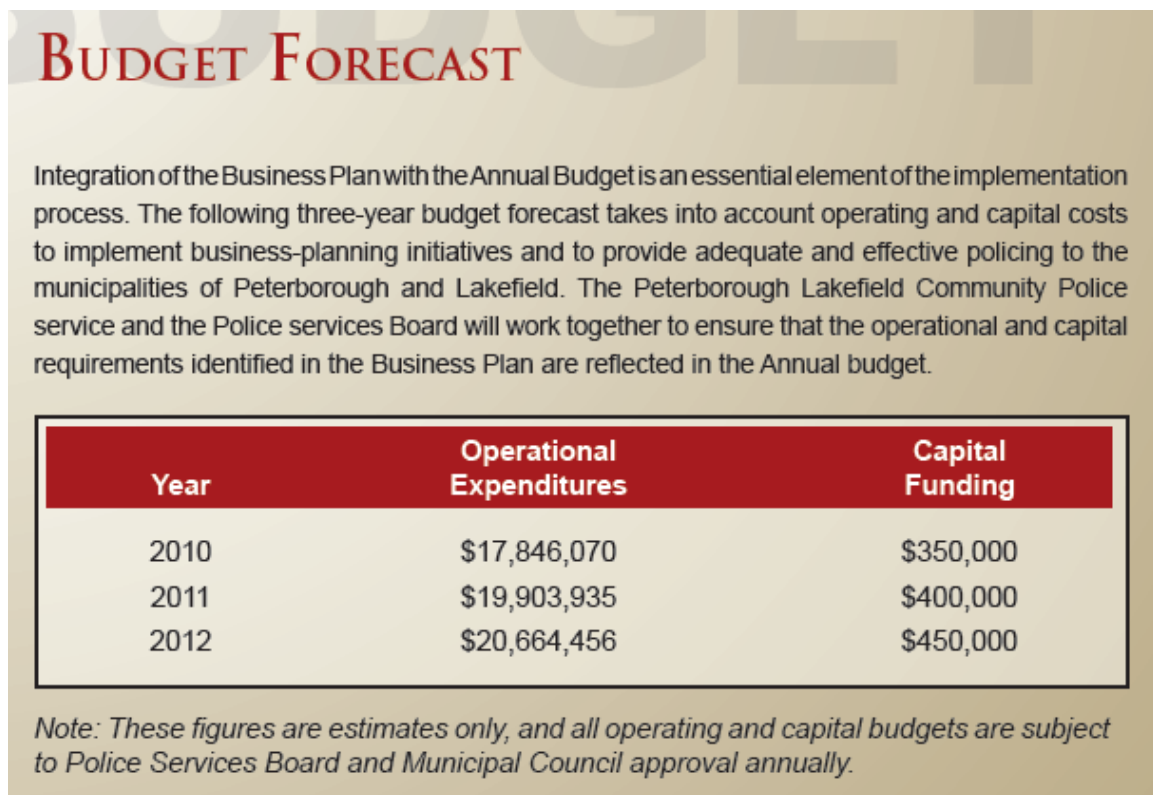 BUDGET
BUDGET FORECAST
Integration of the Business Plan with the Annual Budget is an essential element of the implementation
process. The following three-year budget forecast takes into account operating and capital costs
to implement business-planning initiatives and to provide adequate and effective policing to the
municipalities of Peterborough and Lakefield. The Peterborough Lakefield Community Police
service and the Police services Board will work together to ensure that the operational and capital
requirements identified in the Business Plan are reflected in the Annual budget.
Operational Capital
Year Expenditures Funding
2010 $17,846,070 $350,000
2011 $19,903,935 $400,000
2012 $20,664,456 $450,000
Note: These figures are estimates only, and all operating and capital budgets are subject
to Police Services Board and Municipal Council approval annually.